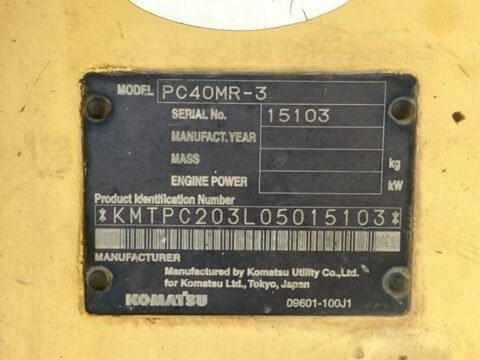 MODEL PC40MR-3
SERIAL No. 15103
MANUFACT.YEAR
MASS kg
ENGINE POWER kW
Product Identification Number
*KMTPC203L05015103*
MANUFACTURER
Manufactured by Komatsu Utility Co.,Ltd.
for Komatsu Ltd., Tokyo, Japan
KOMATSU 09601-100J1